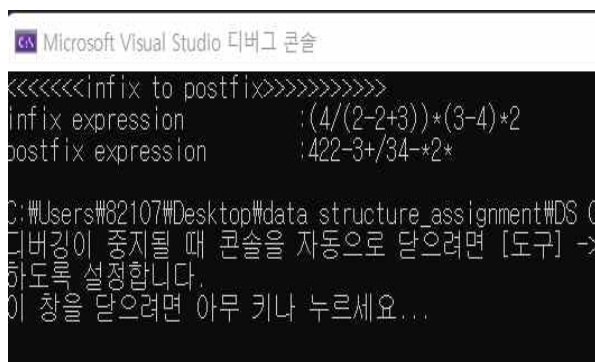 Microsoft Visual Studio 디버그 콘솔
<<<<<<<infix to postfix>>>>>>>>>>>
infix expression :(4/(2-2+3))*(3-4)*2
postfix expression :422-3+/34-*2*
C:₩Users₩82107₩Desktop₩data structure_assignment₩DS
디버깅이 중지될 때 콘솔을 자동으로 닫으려면 [도구] ->
하도록 설정합니다.
이 창을 닫으려면 아무 키나 누르세요...